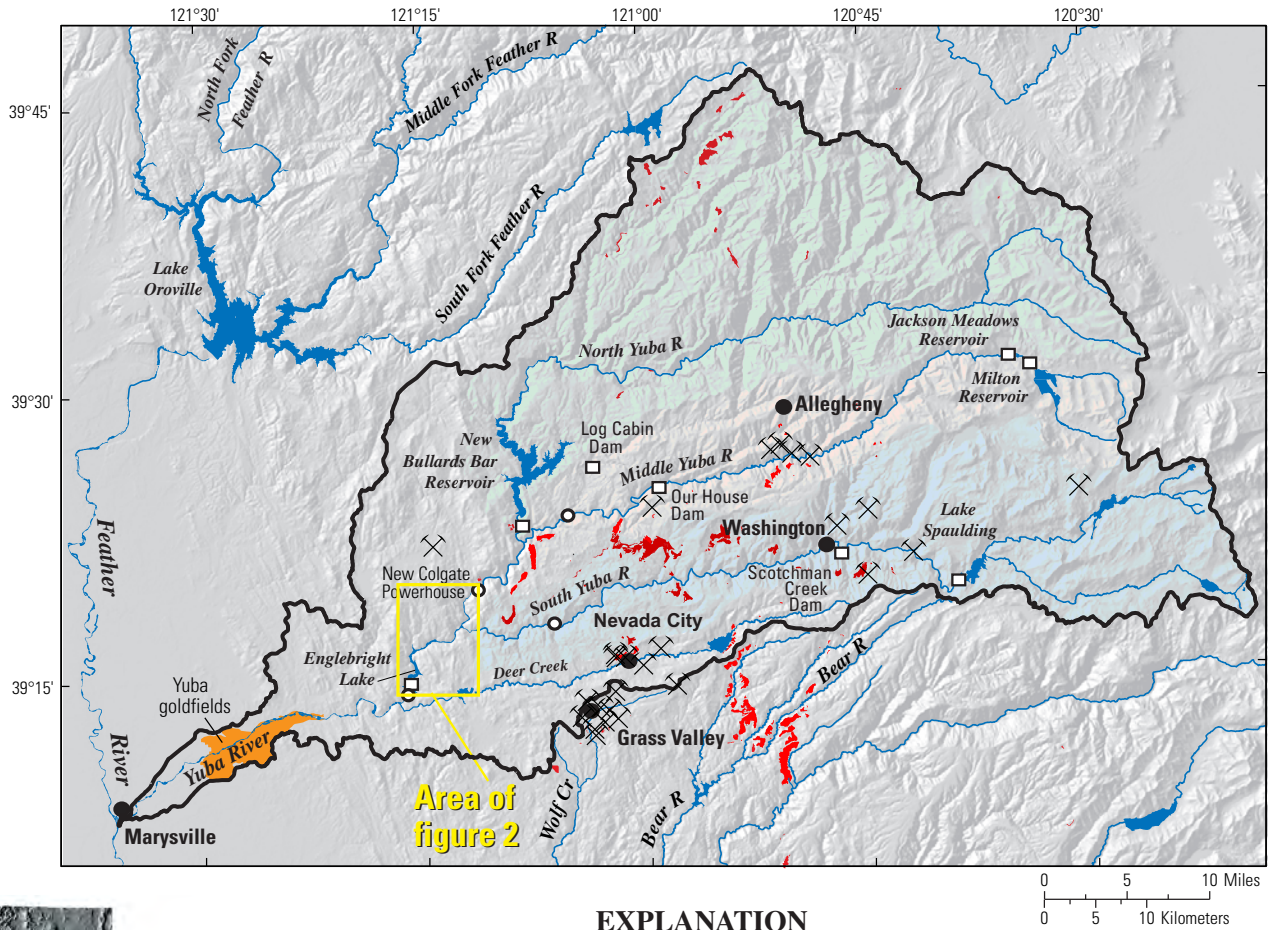 121°30'
121°15'
121°00'
120°45'
120°30'
39°45'
39°30'
39°15'
North Fork
Feather R
Middle Fork Feather R
South Fork Feather R
Lake
Oroville
North Yuba R
Jackson Meadows
Reservoir
Milton
Reservoir
Allegheny
New
Bullards Bar
Reservoir
Log Cabin
Dam
Middle Yuba R
Our House
Dam
Washington
Lake
Spaulding
Feather
River
New Colgate
Powerhouse
South Yuba R
Scotchman
Creek
Dam
Nevada City
Englebright
Lake
Deer Creek
Bear R
Yuba
goldfields
Yuba River
Grass Valley
Area of
figure 2
Wolf Cr
Bear R
Marysville
0 5 10 Miles
0 5 10 Kilometers
EXPLANATION